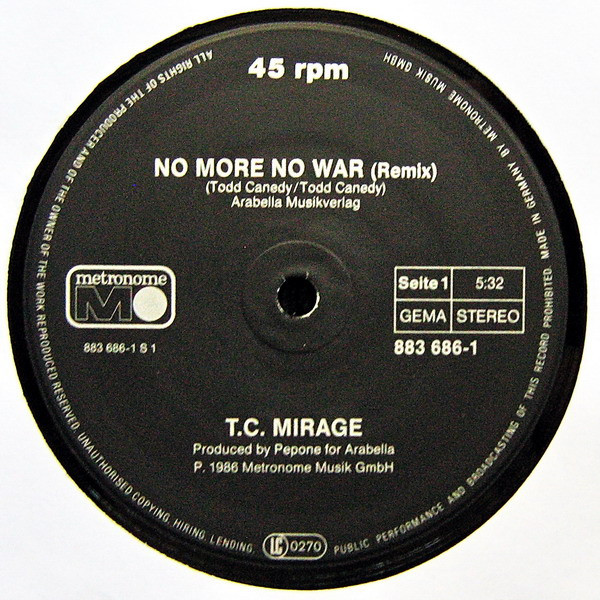 45 rpm
NO MORE NO WAR (Remix)
(Todd Canedy/Todd Canedy)
Arabella Musikverlag
metronome
M
883 686-1 S 1
Seite 1 5:32
GEMA STEREO
883 686-1
T.C. MIRAGE
Produced by Pepone for Arabella
P. 1986 Metronome Musik GmbH
LC 0270
ALL RIGHTS OF THE PRODUCER AND OF THE OWNER OF THE WORK REPRODUCED RESERVED. UNAUTHORISED COPYING, HIRING, LENDING, PUBLIC PERFORMANCE AND BROADCASTING OF THIS RECORD PROHIBITED. MADE IN GERMANY BY METRONOME MUSIK GMBH